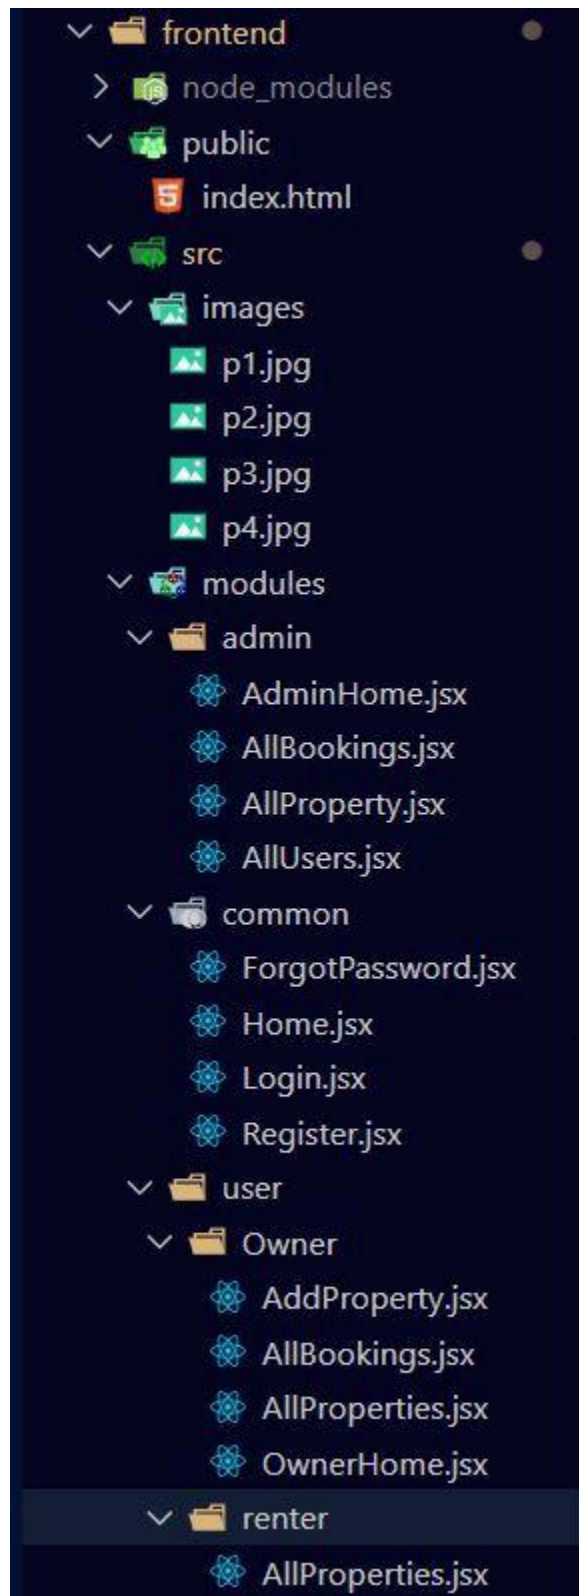 frontend
node_modules
public
index.html
src
images
p1.jpg
p2.jpg
p3.jpg
p4.jpg
modules
admin
AdminHome.jsx
AllBookings.jsx
AllProperty.jsx
AllUsers.jsx
common
ForgotPassword.jsx
Home.jsx
Login.jsx
Register.jsx
user
Owner
AddProperty.jsx
AllBookings.jsx
AllProperties.jsx
OwnerHome.jsx
renter
AllProperties.jsx